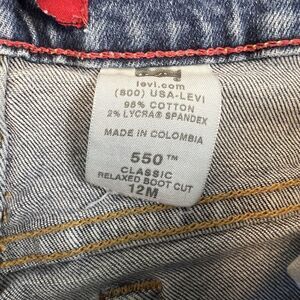 levi.com
(800) USA-LEVI
98% COTTON
2% LYCRA® SPANDEX
MADE IN COLOMBIA
550™
CLASSIC
RELAXED BOOT CUT
12M